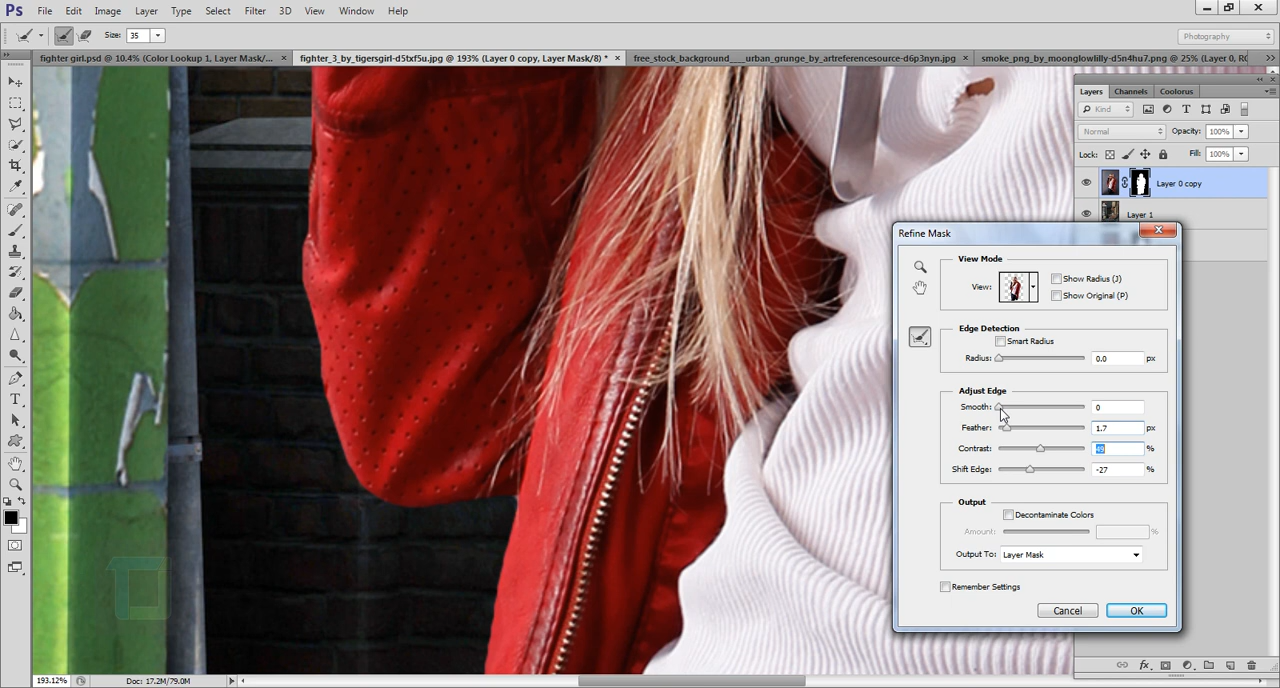 Ps File Edit Image Layer Type Select Filter 3D View Window Help
Size: 35 Photography
fighter girl.psd @ 10.4% (Color Lookup 1, Layer Mask/... × fighter_3_by_tigersgirl-d5txf5u.jpg @ 193% (Layer 0 copy, Layer Mask/8) * × free_stock_background___urban_grunge_by_artreferencesource-d6p3nyn.jpg × smoke_png_by_moonglowlilly-d5n4hu7.png @ 25% (Layer 0, RG
Layers Channels Coolorus
Kind
Normal Opacity: 100%
Lock: Fill: 100%
Layer 0 copy
Layer 1
Refine Mask
View Mode
View: Show Radius (J)
Show Original (P)
Edge Detection
Smart Radius
Radius: 0.0 px
Adjust Edge
Smooth: 0
Feather: 1.7 px
Contrast: %
Shift Edge: -27 %
Output
Decontaminate Colors
Amount: %
Output To: Layer Mask
Remember Settings
Cancel OK
193.12% Doc: 17.2M/79.0M